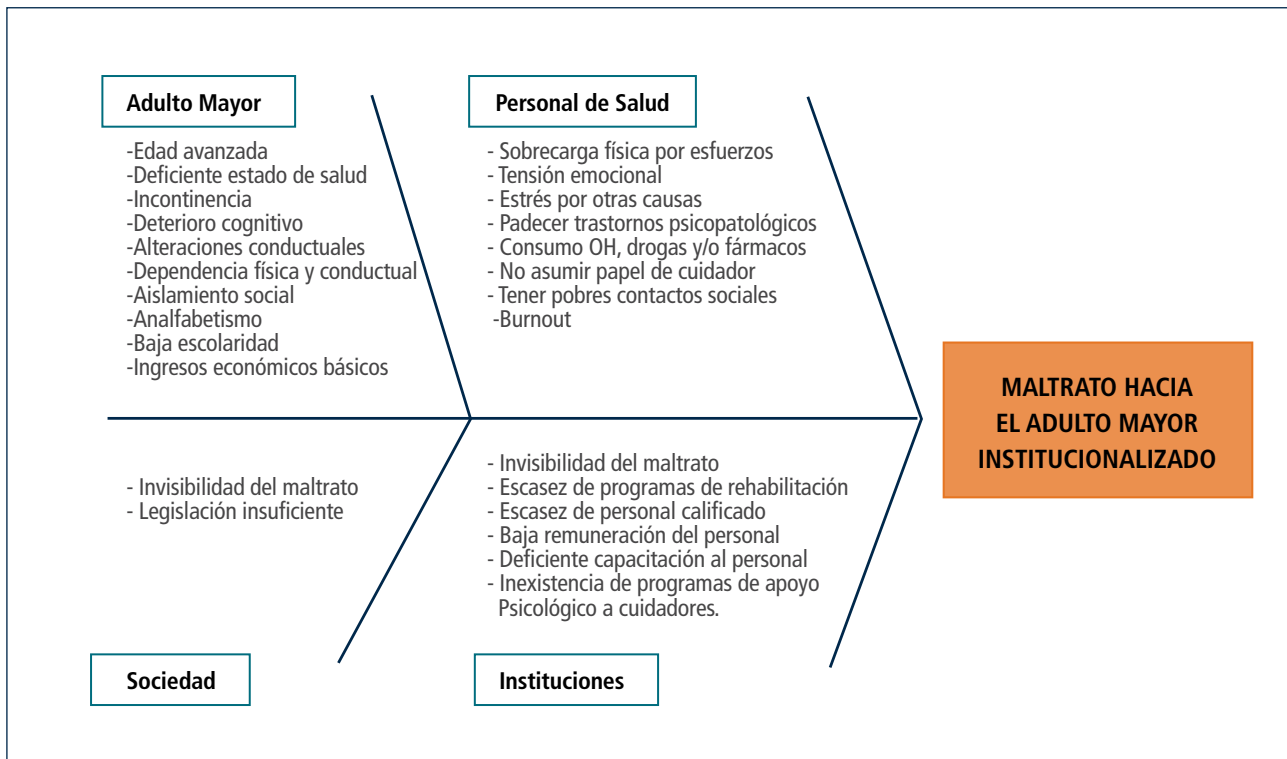 Adulto Mayor
-Edad avanzada
-Deficiente estado de salud
-Incontinencia
-Deterioro cognitivo
-Alteraciones conductuales
-Dependencia física y conductual
-Aislamiento social
-Analfabetismo
-Baja escolaridad
-Ingresos económicos básicos
Personal de Salud
- Sobrecarga física por esfuerzos
- Tensión emocional
- Estrés por otras causas
- Padecer trastornos psicopatológicos
- Consumo OH, drogas y/o fármacos
- No asumir papel de cuidador
- Tener pobres contactos sociales
-Burnout
MALTRATO HACIA
EL ADULTO MAYOR
INSTITUCIONALIZADO
- Invisibilidad del maltrato
- Legislación insuficiente
Sociedad
- Invisibilidad del maltrato
- Escasez de programas de rehabilitación
- Escasez de personal calificado
- Baja remuneración del personal
- Deficiente capacitación al personal
- Inexistencia de programas de apoyo
Psicológico a cuidadores.
Instituciones